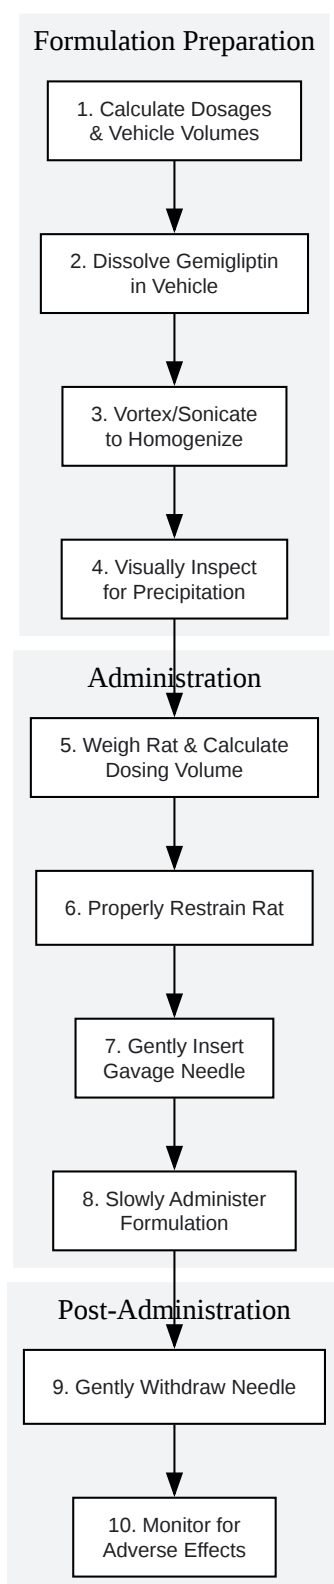 Formulation Preparation
1. Calculate Dosages
& Vehicle Volumes
2. Dissolve Gemigliptin
in Vehicle
3. Vortex/Sonicate
to Homogenize
4. Visually Inspect
for Precipitation
Administration
5. Weigh Rat & Calculate
Dosing Volume
6. Properly Restrain Rat
7. Gently Insert
Gavage Needle
8. Slowly Administer
Formulation
Post-Administration
9. Gently Withdraw Needle
10. Monitor for
Adverse Effects